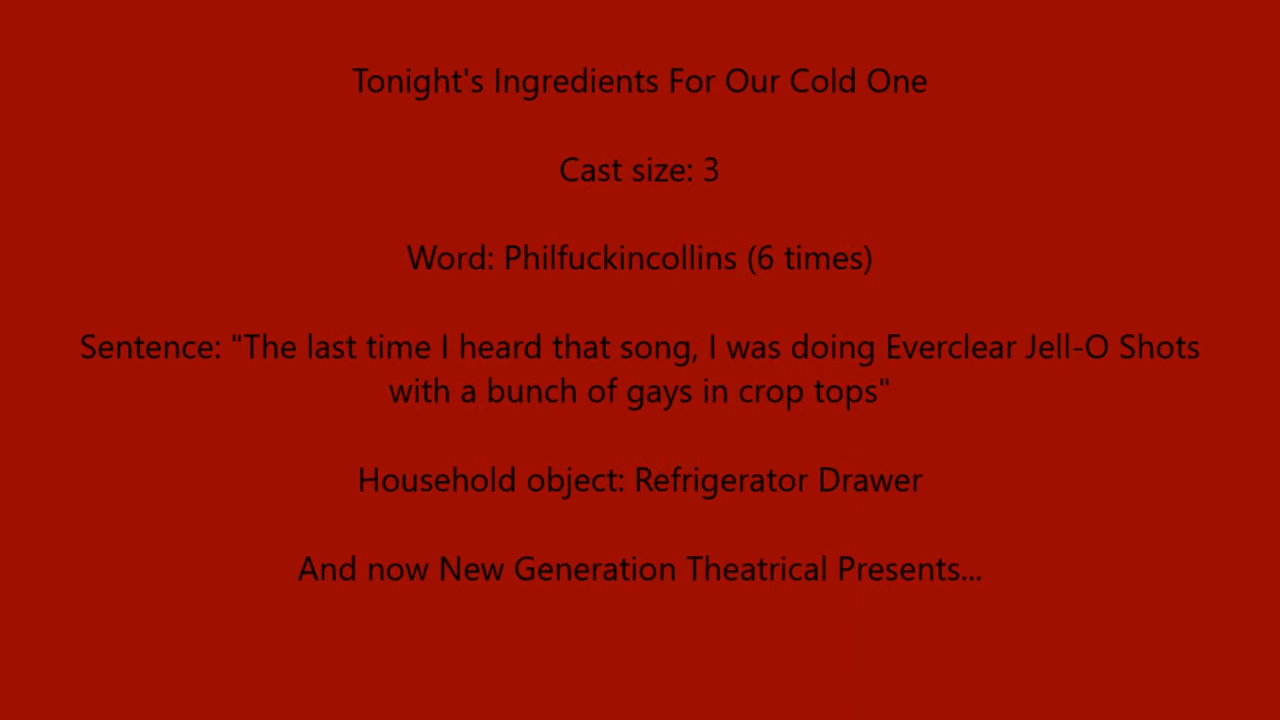 Tonight's Ingredients For Our Cold One
Cast size: 3
Word: Philfuckincollins (6 times)
Sentence: "The last time I heard that song, I was doing Everclear Jell-O Shots
with a bunch of gays in crop tops"
Household object: Refrigerator Drawer
And now New Generation Theatrical Presents...